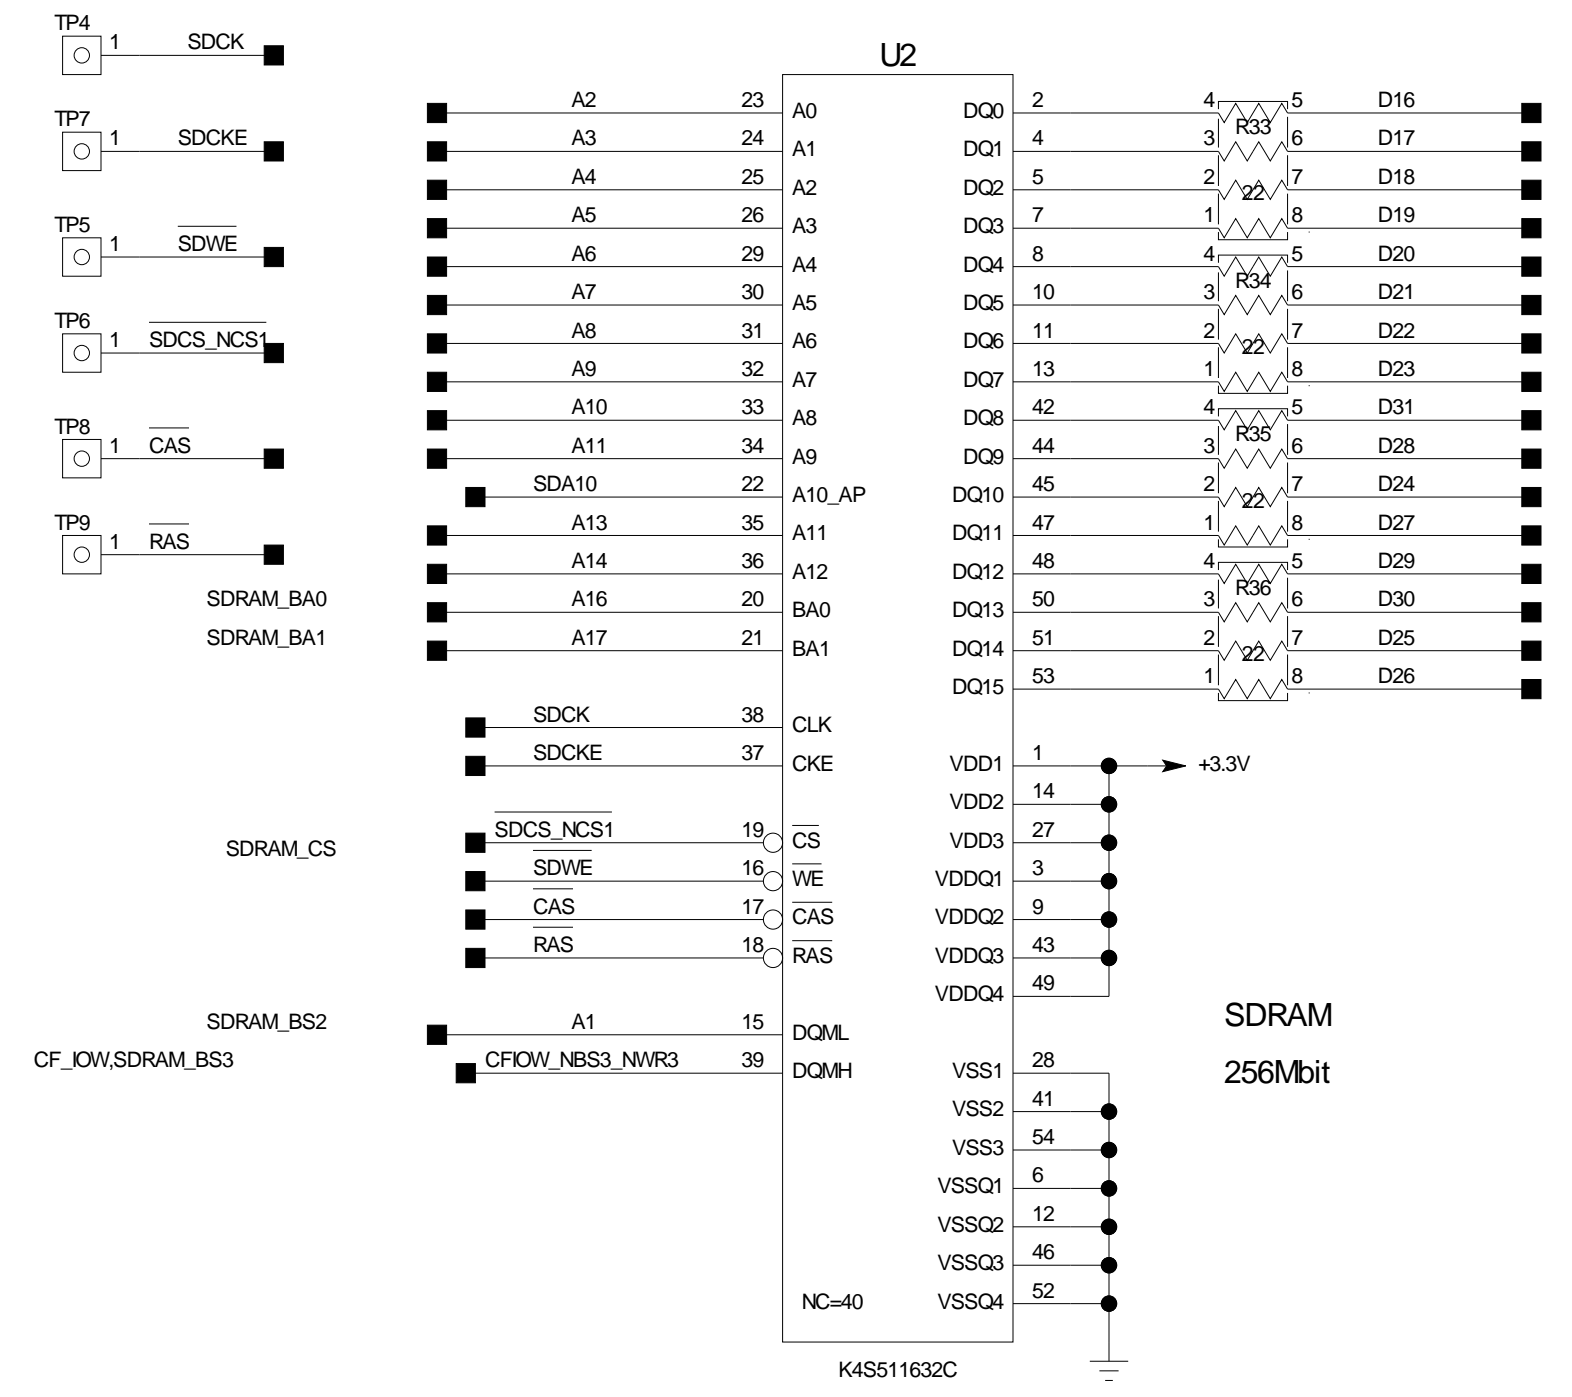 TP4
1 SDCK
TP7
1 SDCKE
TP5
1 SDWE
TP6
1 SDCS_NCS1
TP8
1 CAS
TP9
1 RAS
SDRAM_BA0
SDRAM_BA1
SDRAM_CS
SDRAM_BS2
CF_IOW,SDRAM_BS3
U2
A2 23 A0
A3 24 A1
A4 25 A2
A5 26 A3
A6 29 A4
A7 30 A5
A8 31 A6
A9 32 A7
A10 33 A8
A11 34 A9
SDA10 22 A10_AP
A13 35 A11
A14 36 A12
A16 20 BA0
A17 21 BA1
SDCK 38 CLK
SDCKE 37 CKE
SDCS_NCS1 19 CS
SDWE 16 WE
CAS 17 CAS
RAS 18 RAS
A1 15 DQML
CFIOW_NBS3_NWR3 39 DQMH
NC=40
DQ0 2 4 5 D16
R33
DQ1 4 3 6 D17
DQ2 5 2 22 7 D18
DQ3 7 1 8 D19
DQ4 8 4 5 D20
R34
DQ5 10 3 6 D21
DQ6 11 2 22 7 D22
DQ7 13 1 8 D23
DQ8 42 4 5 D31
R35
DQ9 44 3 6 D28
DQ10 45 2 22 7 D24
DQ11 47 1 8 D27
DQ12 48 4 5 D29
R36
DQ13 50 3 6 D30
DQ14 51 2 22 7 D25
DQ15 53 1 8 D26
VDD1 1 +3.3V
VDD2 14
VDD3 27
VDDQ1 3
VDDQ2 9
VDDQ3 43
VDDQ4 49
VSS1 28
VSS2 41
VSS3 54
VSSQ1 6
VSSQ2 12
VSSQ3 46
VSSQ4 52
SDRAM
256Mbit
K4S511632C